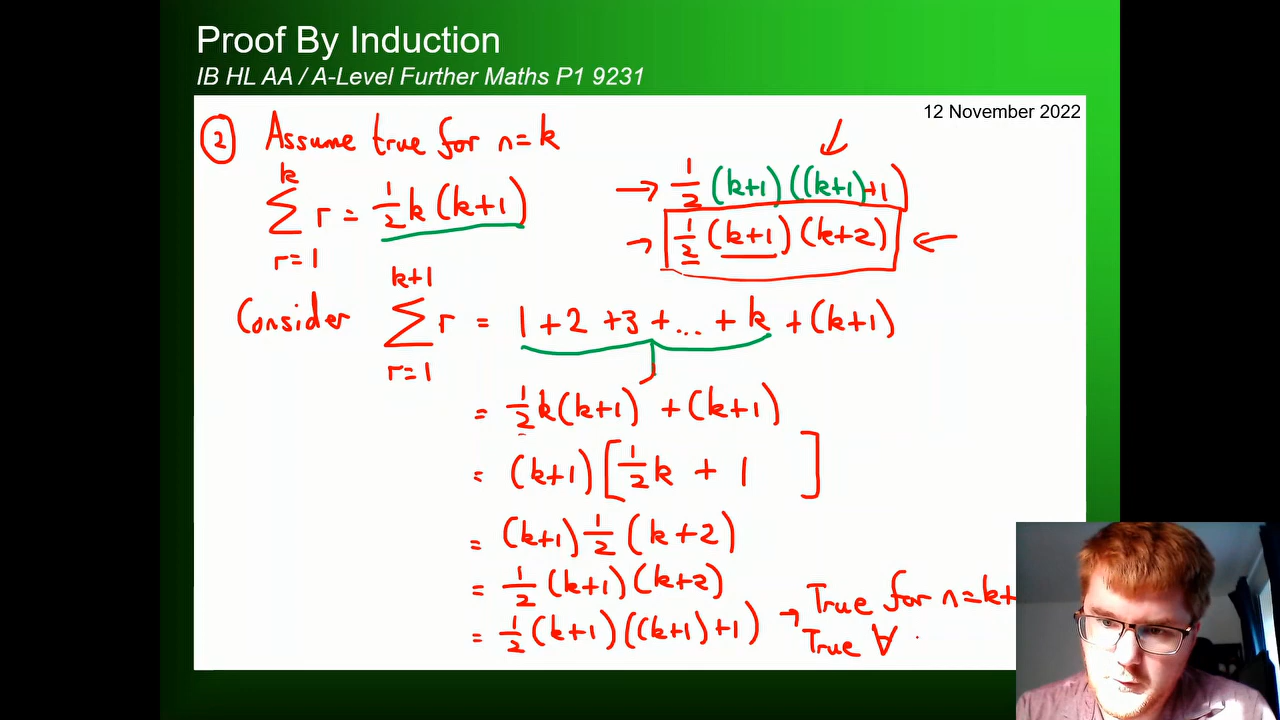 Proof By Induction
IB HL AA / A-Level Further Maths P1 9231
12 November 2022
② Assume true for n=k
k
Σ r = ½k(k+1)
r=1
→ ½(k+1)((k+1)+1)
→ ½(k+1)(k+2) ←
k+1
Consider Σ r = 1+2+3+...+k+(k+1)
r=1
= ½k(k+1) + (k+1)
= (k+1)[½k + 1 ]
= (k+1)½(k+2)
= ½(k+1)(k+2)
= ½(k+1)((k+1)+1) → True for n=k+
True ∀